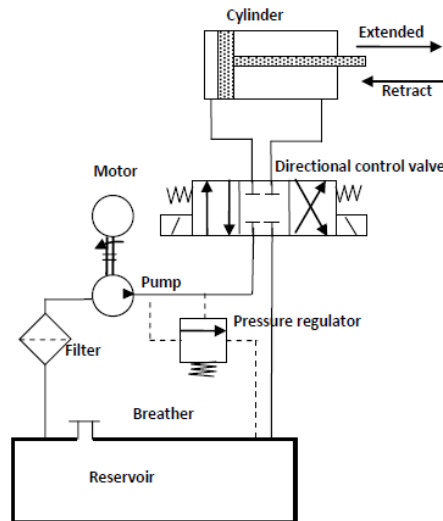 Cylinder
Extended
Retract
Directional control valve
Motor
Pump
Pressure regulator
Filter
Breather
Reservoir